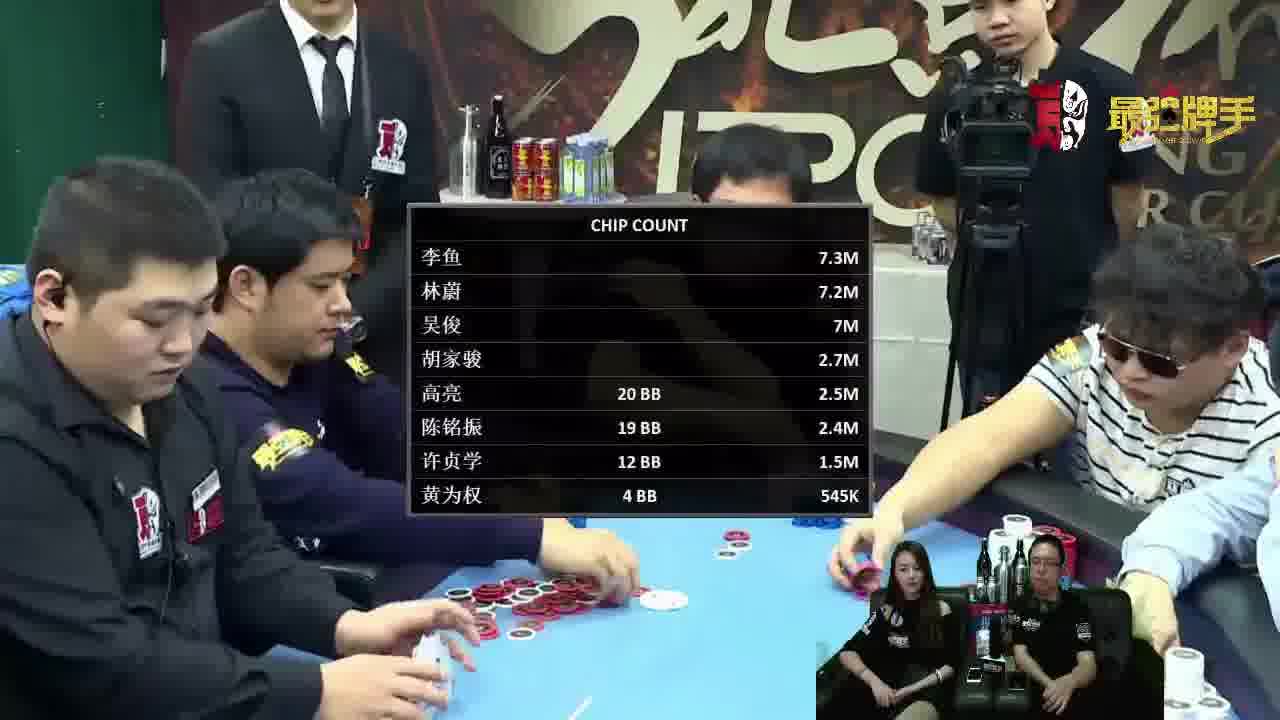 最强牌手
CHIP COUNT
李鱼 7.3M
林蔚 7.2M
吴俊 7M
胡家骏 2.7M
高亮 20 BB 2.5M
陈铭振 19 BB 2.4M
许贞学 12 BB 1.5M
黄为权 4 BB 545K